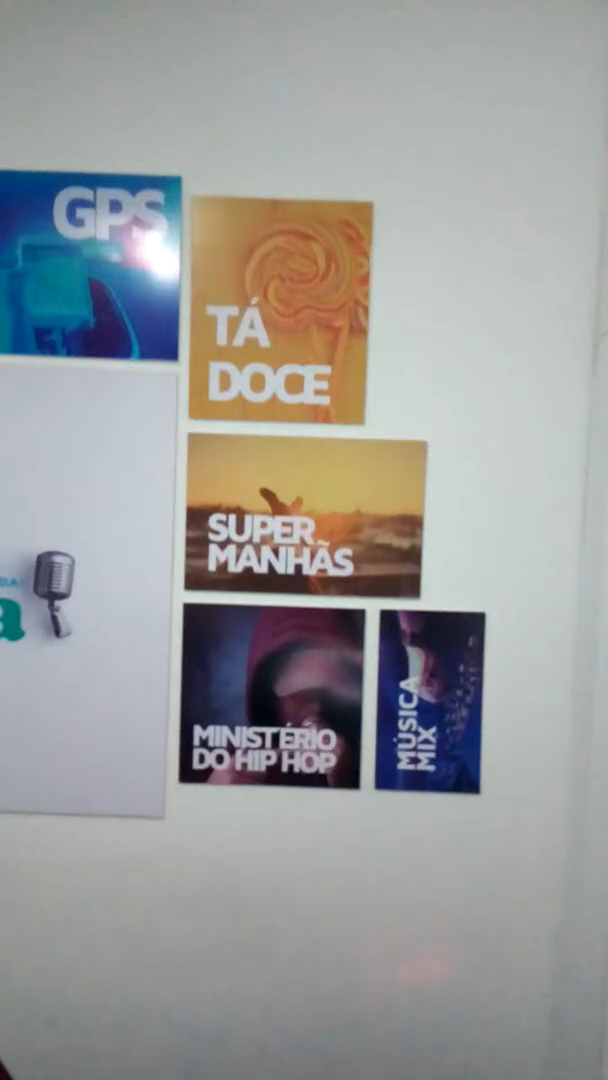 GPS
TÁ
DOCE
SUPER
MANHÃS
a
MINISTÉRIO
DO HIP HOP
MÚSICA
MIX